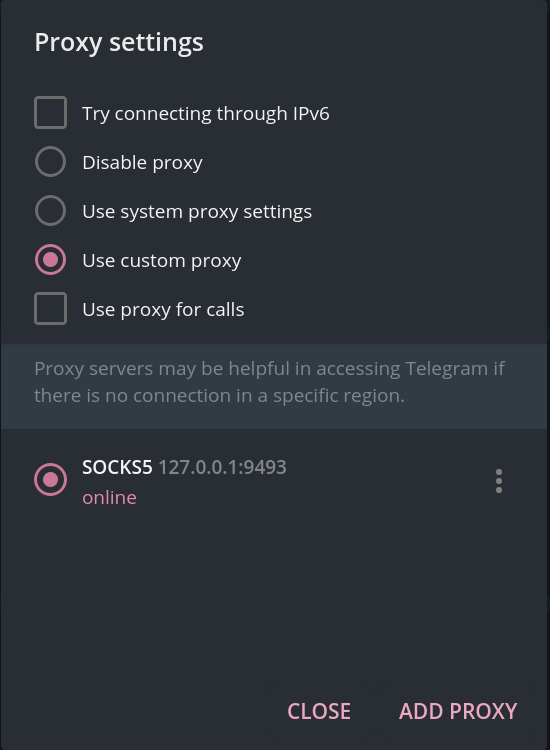 Proxy settings
Try connecting through IPv6
Disable proxy
Use system proxy settings
Use custom proxy
Use proxy for calls
Proxy servers may be helpful in accessing Telegram if
there is no connection in a specific region.
SOCKS5 127.0.0.1:9493
online
CLOSE ADD PROXY